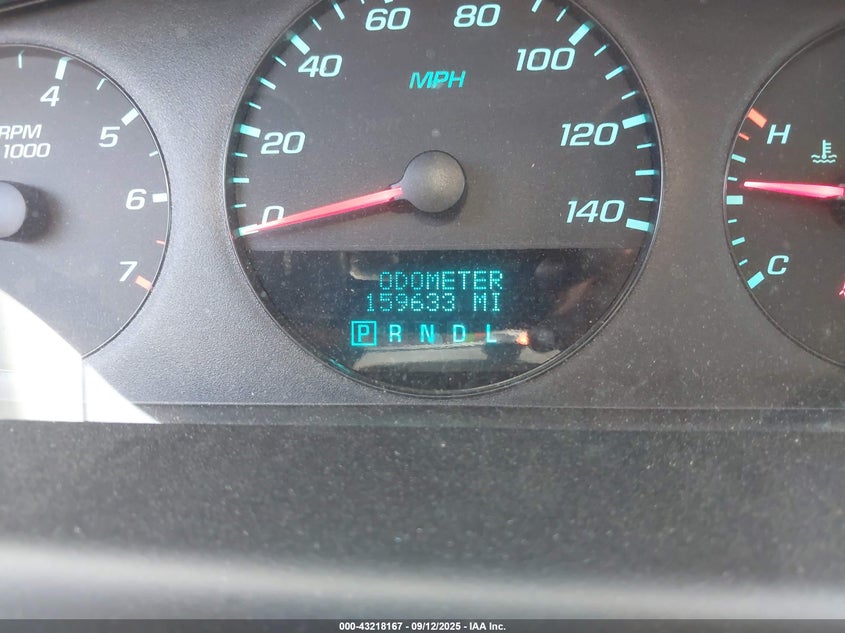 60 80
40 100
MPH
20 120
0 140
4
5
RPM
1000
6
7
H
C
ODOMETER
159633 MI
P R N D L
000-43218167 - 09/12/2025 - IAA Inc.